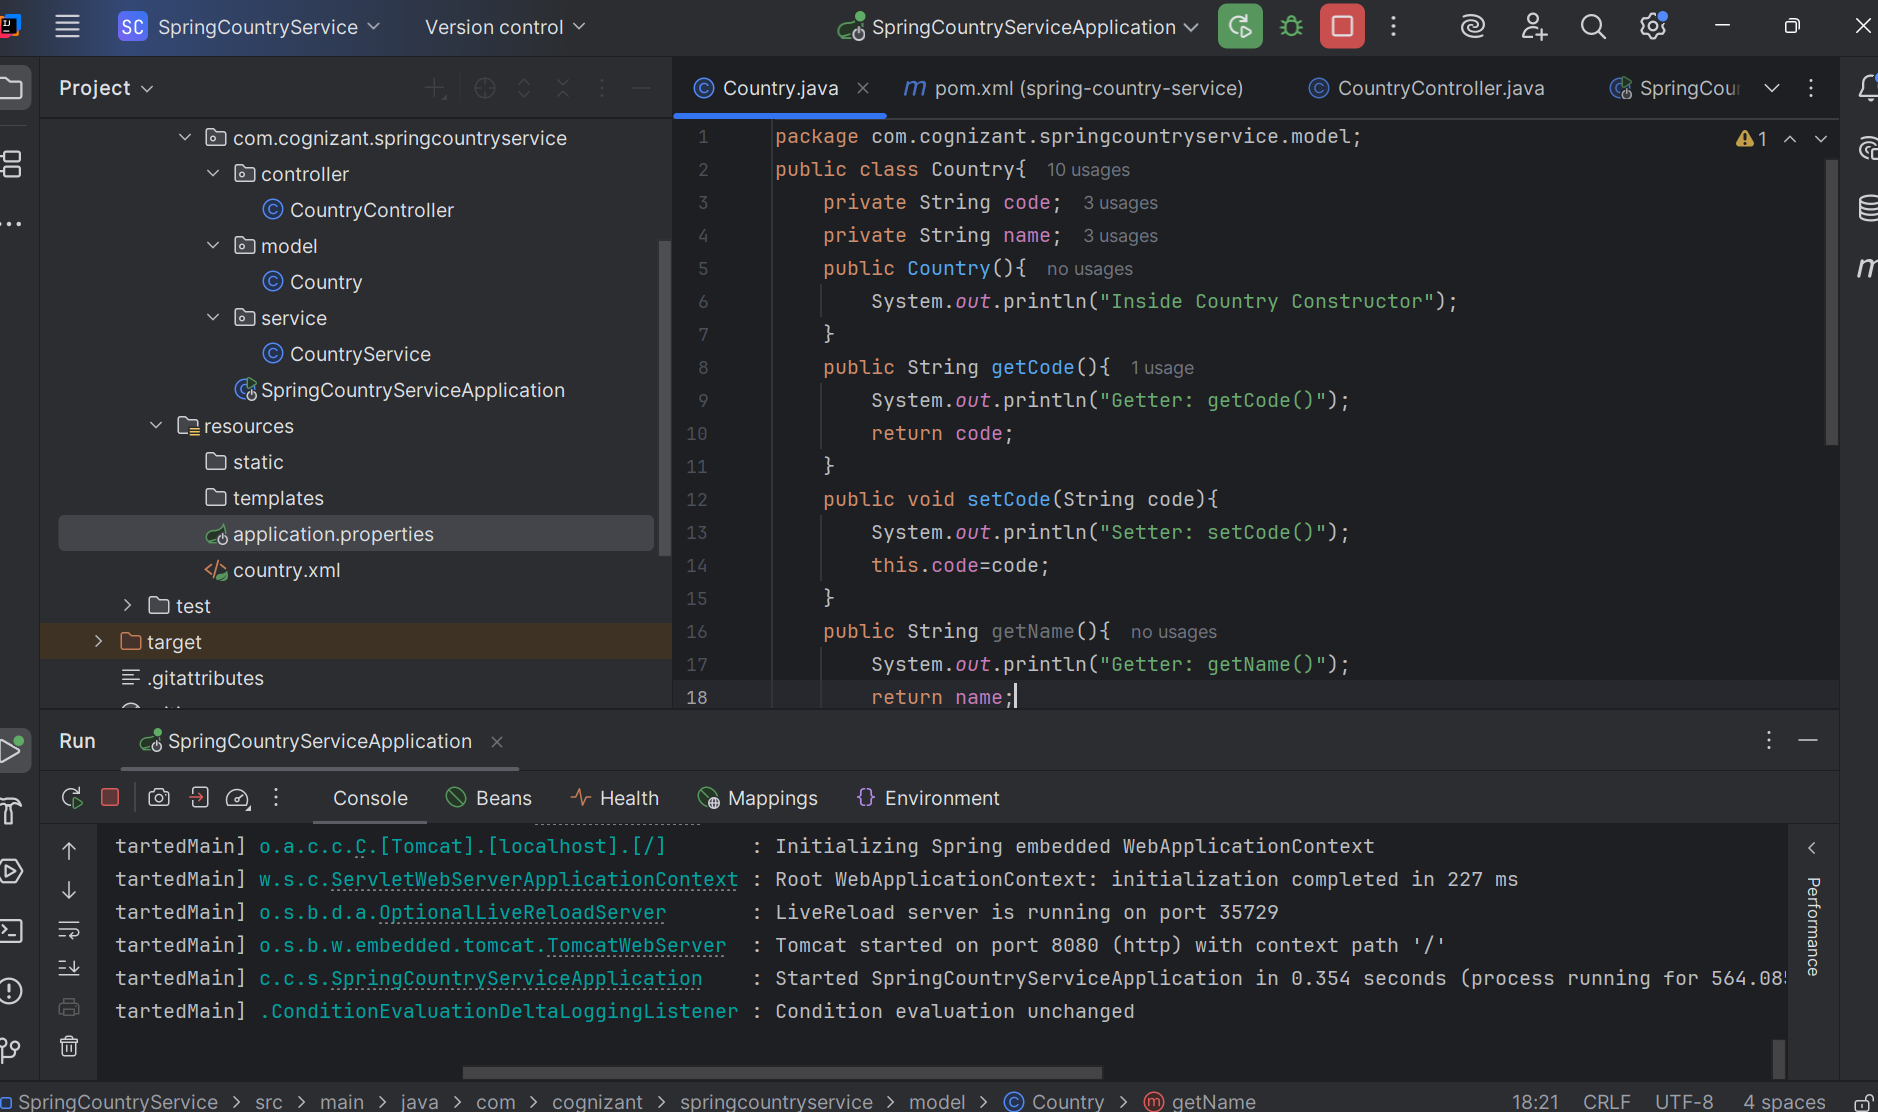 SC SpringCountryService Version control SpringCountryServiceApplication
Project
com.cognizant.springcountryservice
controller
CountryController
model
Country
service
CountryService
SpringCountryServiceApplication
resources
static
templates
application.properties
country.xml
test
target
.gitattributes
Country.java pom.xml (spring-country-service) CountryController.java SpringCour
1 package com.cognizant.springcountryservice.model;
2 public class Country{ 10 usages
3 private String code; 3 usages
4 private String name; 3 usages
5 public Country(){ no usages
6 System.out.println("Inside Country Constructor");
7 }
8 public String getCode(){ 1 usage
9 System.out.println("Getter: getCode()");
10 return code;
11 }
12 public void setCode(String code){
13 System.out.println("Setter: setCode()");
14 this.code=code;
15 }
16 public String getName(){ no usages
17 System.out.println("Getter: getName()");
18 return name;
1
Run SpringCountryServiceApplication
Console Beans Health Mappings Environment
tartedMain] o.a.c.c.C.[Tomcat].[localhost].[/] : Initializing Spring embedded WebApplicationContext
tartedMain] w.s.c.ServletWebServerApplicationContext : Root WebApplicationContext: initialization completed in 227 ms
tartedMain] o.s.b.d.a.OptionalLiveReloadServer : LiveReload server is running on port 35729
tartedMain] o.s.b.w.embedded.tomcat.TomcatWebServer : Tomcat started on port 8080 (http) with context path '/'
tartedMain] c.c.s.SpringCountryServiceApplication : Started SpringCountryServiceApplication in 0.354 seconds (process running for 564.085
tartedMain] .ConditionEvaluationDeltaLoggingListener : Condition evaluation unchanged
Performance
SpringCountryService > src > main > java > com > cognizant > springcountryservice > model > Country > getName 18:21 CRLF UTF-8 4 spaces